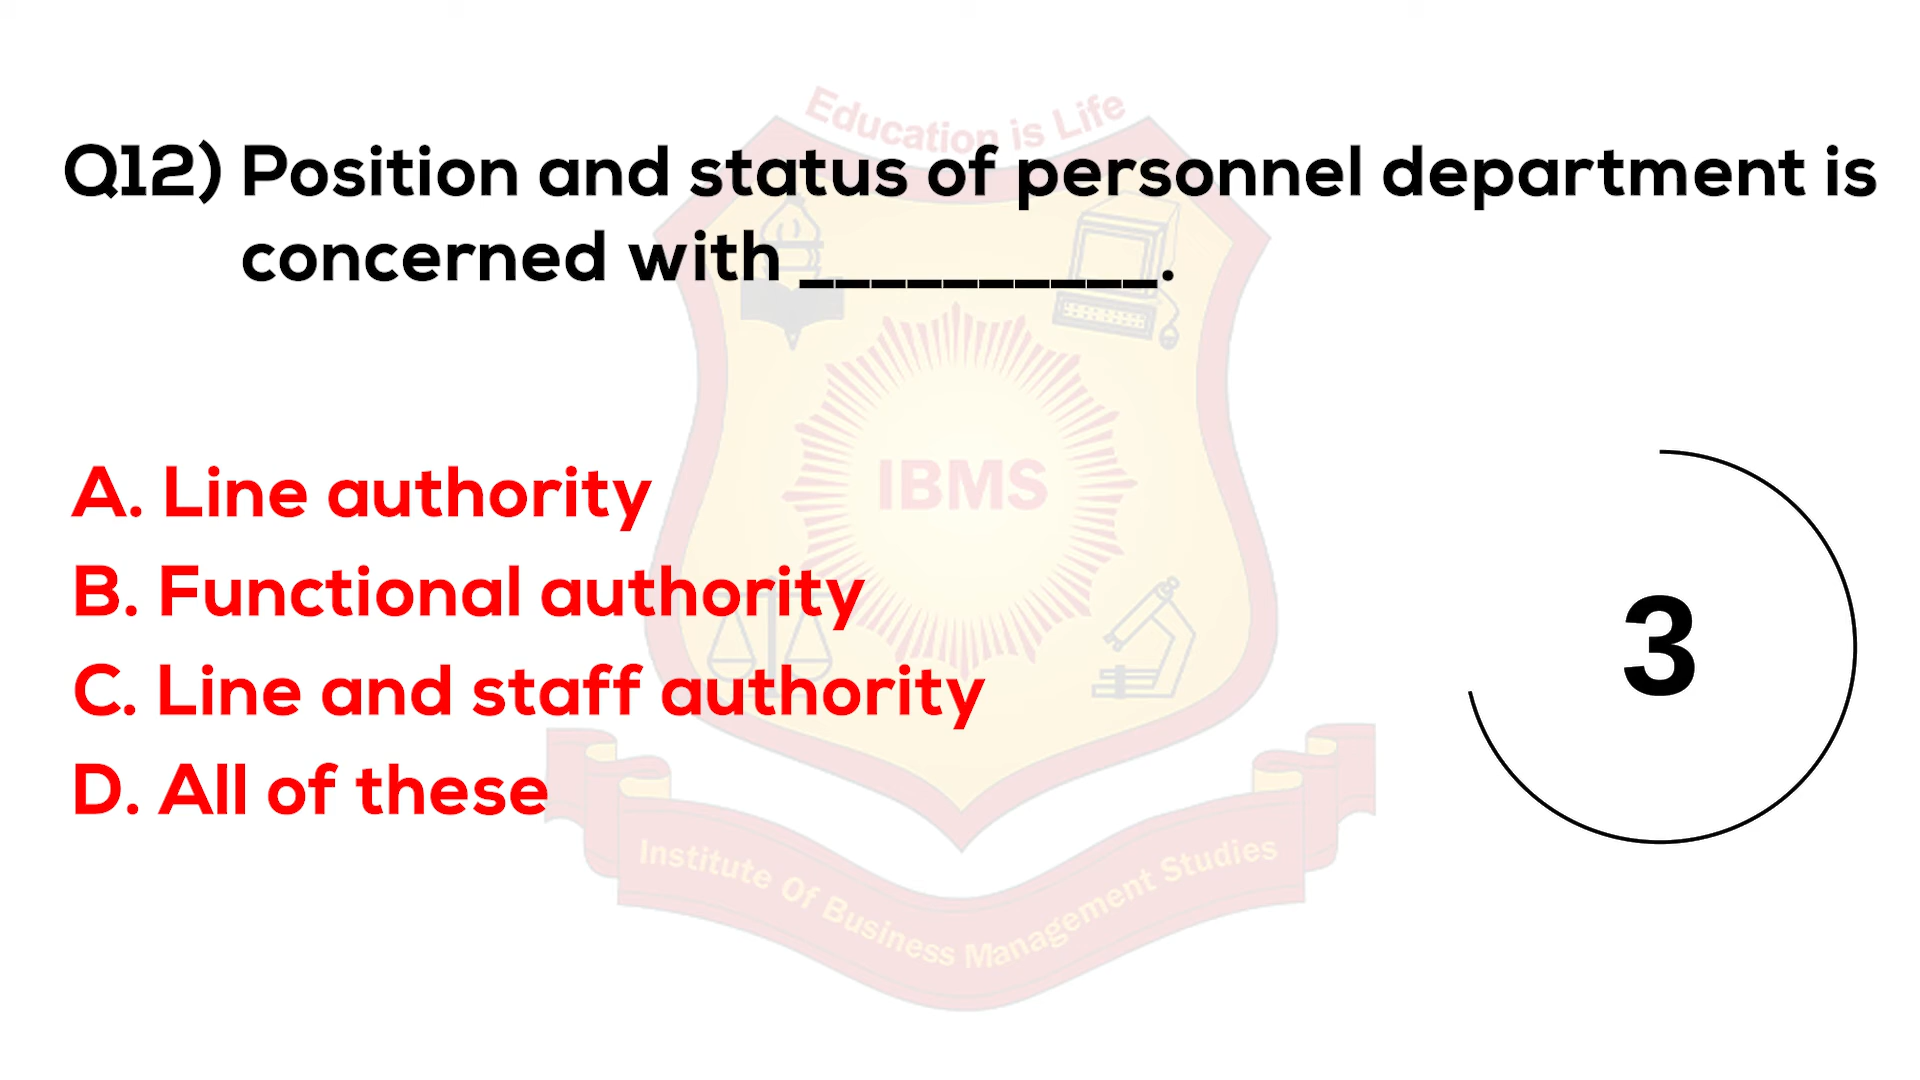 Education is Life
Q12) Position and status of personnel department is
concerned with __________.
IBMS
A. Line authority
B. Functional authority
C. Line and staff authority
D. All of these
3
Institute Of Business Management Studies